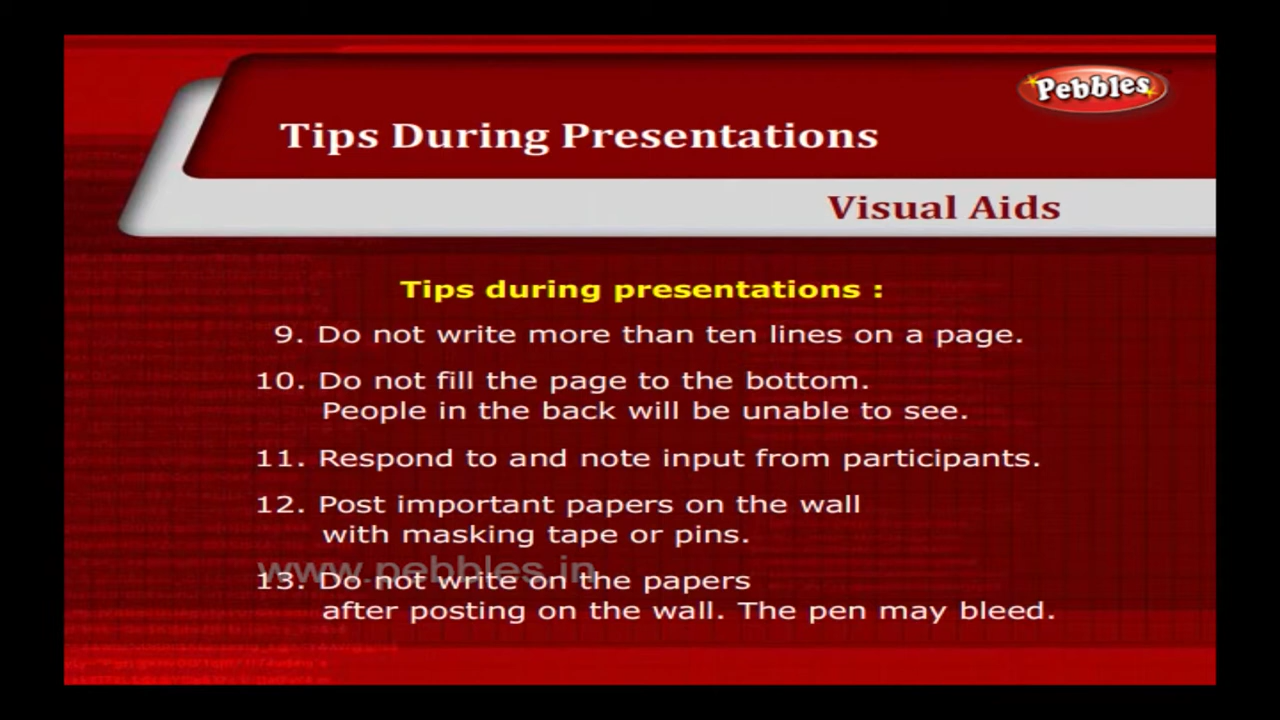 Pebbles
Tips During Presentations
Visual Aids
Tips during presentations :
9. Do not write more than ten lines on a page.
10. Do not fill the page to the bottom.
People in the back will be unable to see.
11. Respond to and note input from participants.
12. Post important papers on the wall
with masking tape or pins.
www.pebbles.in
13. Do not write on the papers
after posting on the wall. The pen may bleed.